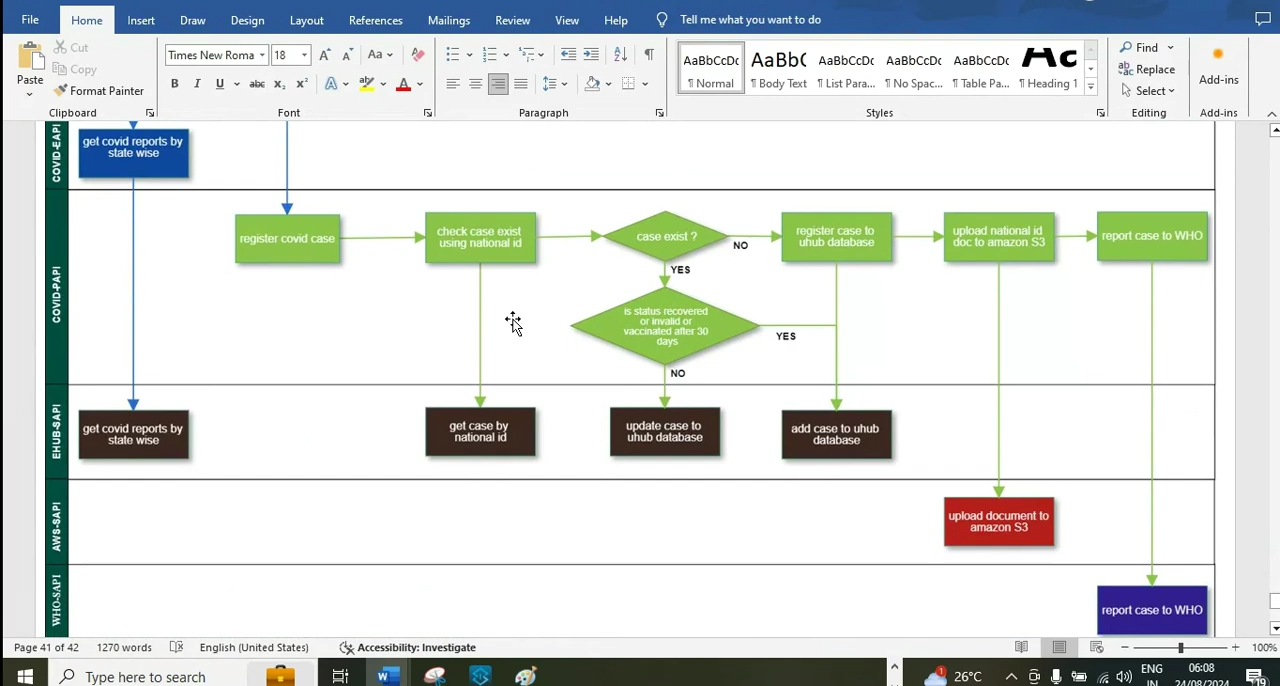 File Home Insert Draw Design Layout References Mailings Review View Help Tell me what you want to do
Paste
Cut
Copy
Format Painter
Clipboard
Times New Roma 18
Aa
B I U abc x₂ x² A A
Font
Paragraph
AaBbCcDc AaBbC AaBbCcDc AaBbCcDc AaBbCcDc AaC
¶ Normal ¶ Body Text ¶ List Para... ¶ No Spac... ¶ Table Pa... ¶ Heading 1
Styles
Find
Replace
Select
Editing
Add-ins
Add-ins
COVID-EAPI
get covid reports by
state wise
COVID-PAPI
register covid case
check case exist
using national id
case exist ?
NO
YES
register case to
uhub database
upload national id
doc to amazon S3
report case to WHO
is status recovered
or invalid or
vaccinated after 30
days
YES
NO
EHUB-SAPI
get covid reports by
state wise
get case by
national id
update case to
uhub database
add case to uhub
database
AWS-SAPI
upload document to
amazon S3
WHO-SAPI
report case to WHO
Page 41 of 42 1270 words English (United States) Accessibility: Investigate 100%
Type here to search
26°C
ENG
IN
06:08
24/08/2024